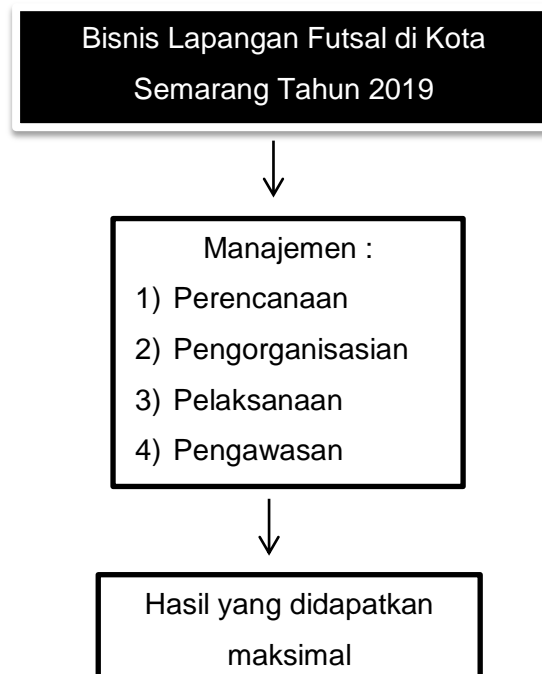 Bisnis Lapangan Futsal di Kota
Semarang Tahun 2019
Manajemen :
1) Perencanaan
2) Pengorganisasian
3) Pelaksanaan
4) Pengawasan
Hasil yang didapatkan
maksimal